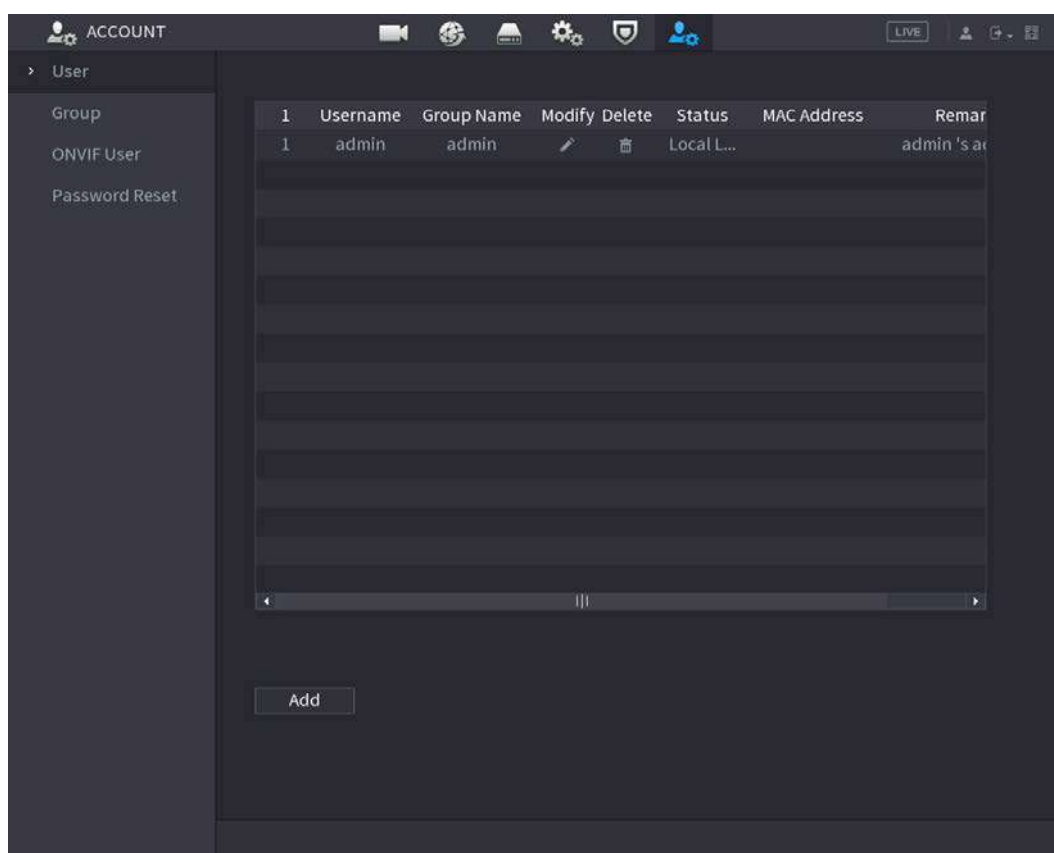 ACCOUNT LIVE
User
Group
ONVIF User
Password Reset
1 Username Group Name Modify Delete Status MAC Address Remar
1 admin admin Local L... admin 's a
Add